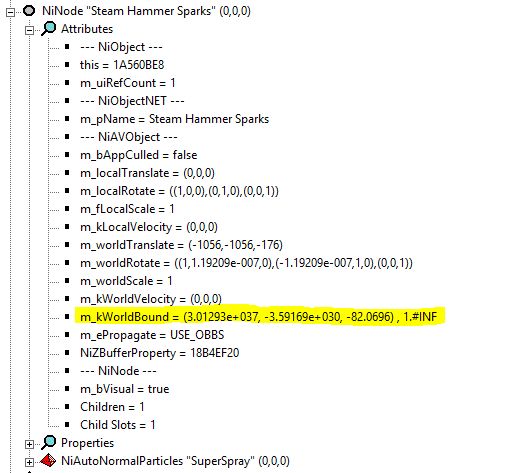 NiNode "Steam Hammer Sparks" (0,0,0)
Attributes
--- NiObject ---
this = 1A560BE8
m_uiRefCount = 1
--- NiObjectNET ---
m_pName = Steam Hammer Sparks
--- NiAVObject ---
m_bAppCulled = false
m_localTranslate = (0,0,0)
m_localRotate = ((1,0,0),(0,1,0),(0,0,1))
m_fLocalScale = 1
m_kLocalVelocity = (0,0,0)
m_worldTranslate = (-1056,-1056,-176)
m_worldRotate = ((1,1.19209e-007,0),(-1.19209e-007,1,0),(0,0,1))
m_worldScale = 1
m_kWorldVelocity = (0,0,0)
m_kWorldBound = (3.01293e+037, -3.59169e+030, -82.0696) , 1.#INF
m_ePropagate = USE_OBBS
NiZBufferProperty = 18B4EF20
--- NiNode ---
m_bVisual = true
Children = 1
Child Slots = 1
Properties
NiAutoNormalParticles "SuperSpray" (0,0,0)